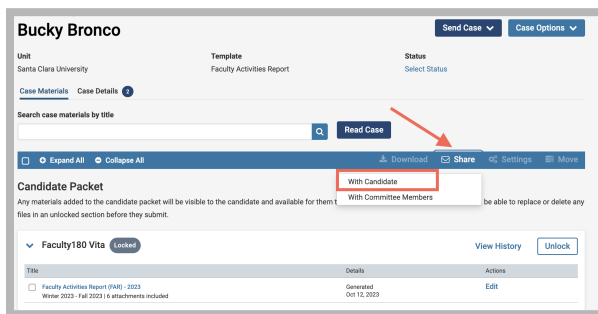 Bucky Bronco
Send Case
Case Options
Unit
Template
Status
Santa Clara University
Faculty Activities Report
Select Status
Case Materials
Case Details 2
Search case materials by title
Read Case
Expand All
Collapse All
Download
Share
Settings
Move
With Candidate
With Committee Members
Candidate Packet
Any materials added to the candidate packet will be visible to the candidate and available for them t
be able to replace or delete any
files in an unlocked section before they submit.
Faculty180 Vita Locked
View History
Unlock
Title
Details
Actions
Faculty Activities Report (FAR) - 2023
Generated
Edit
Winter 2023 - Fall 2023 | 6 attachments included
Oct 12, 2023